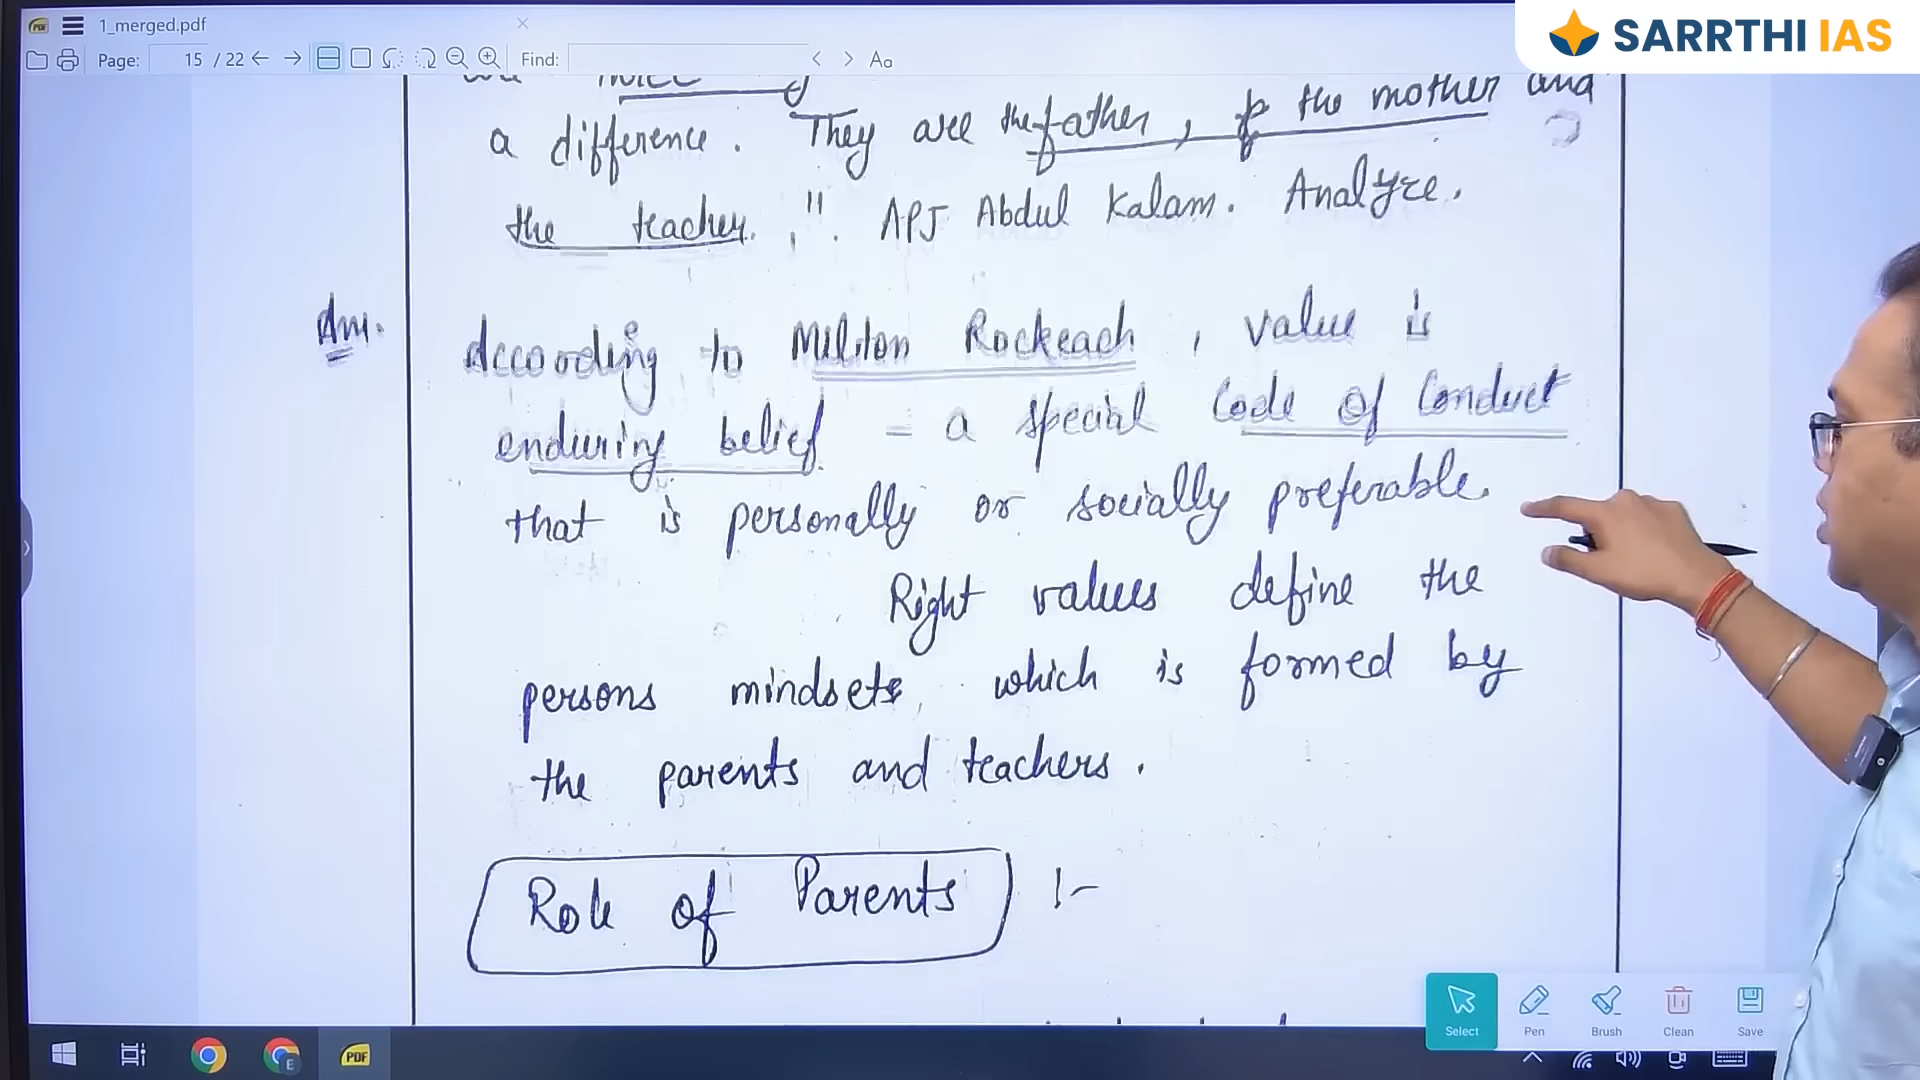 1_merged.pdf
SARRTHI IAS
Page: 15 / 22 Find: Aa
a difference. They are the father, the mother and
the teacher.," APJ Abdul Kalam. Analyze.
Ans.
According to Mililon Rockeach, value is
enduring belief = a special Code of Conduct
that is personally or socially preferable.
Right values define the
persons mindsets, which is formed by
the parents and teachers.
Role of Parents :-
Select Pen Brush Clean Save
E PDF